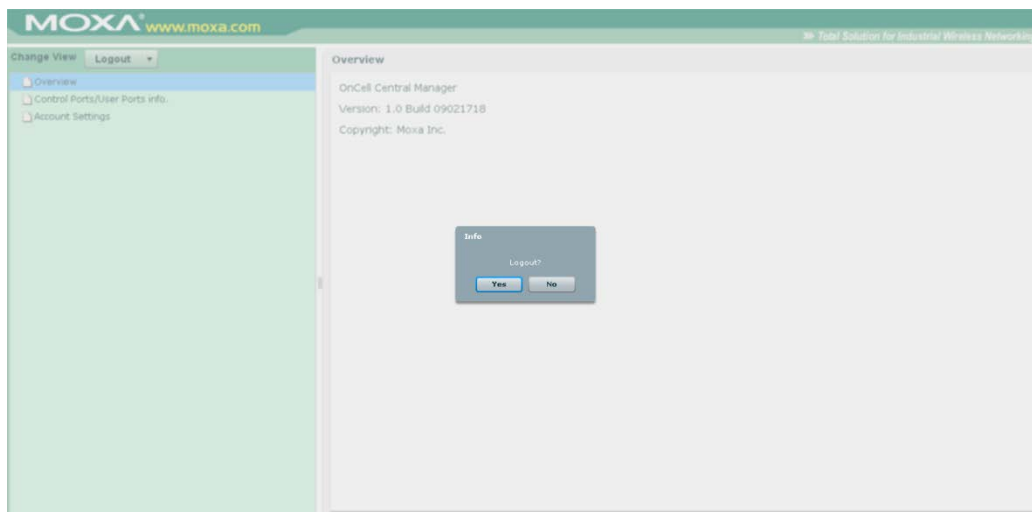 MOXA® www.moxa.com
Total Solution for Industrial Wireless Networking
Change View Logout
Overview
Control Ports/User Ports info.
Account Settings
Overview
OnCell Central Manager
Version: 1.0 Build 09021718
Copyright: Moxa Inc.
Info
Logout?
Yes No